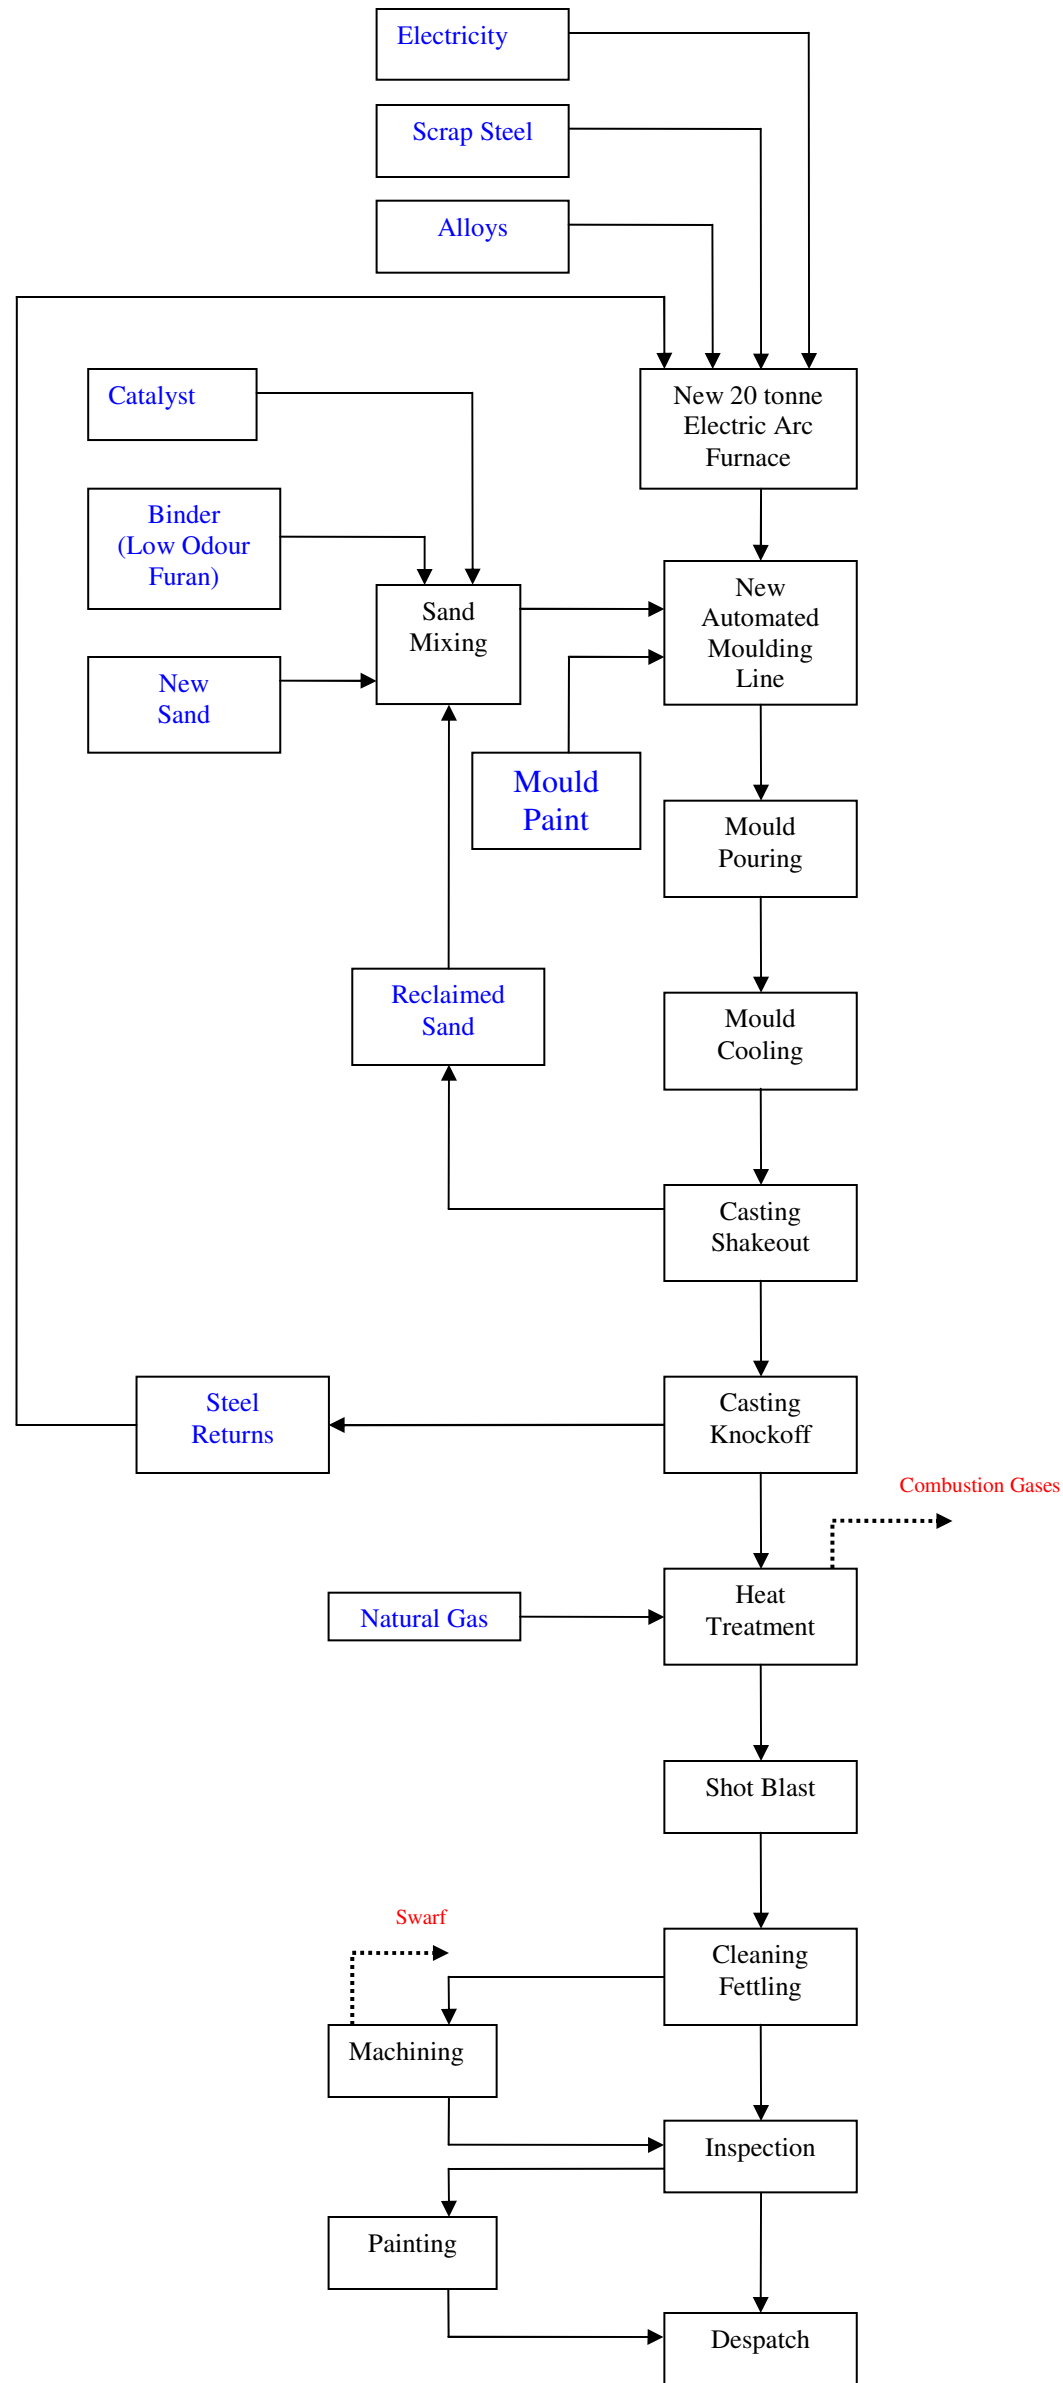 Electricity
Scrap Steel
Alloys
Catalyst
New 20 tonne
Electric Arc
Furnace
Binder
(Low Odour
Furan)
Sand
Mixing
New
Automated
Moulding
Line
New
Sand
Mould
Paint
Mould
Pouring
Reclaimed
Sand
Mould
Cooling
Casting
Shakeout
Steel
Returns
Casting
Knockoff
Combustion Gases
Heat
Treatment
Natural Gas
Shot Blast
Swarf
Cleaning
Fettling
Machining
Inspection
Painting
Despatch